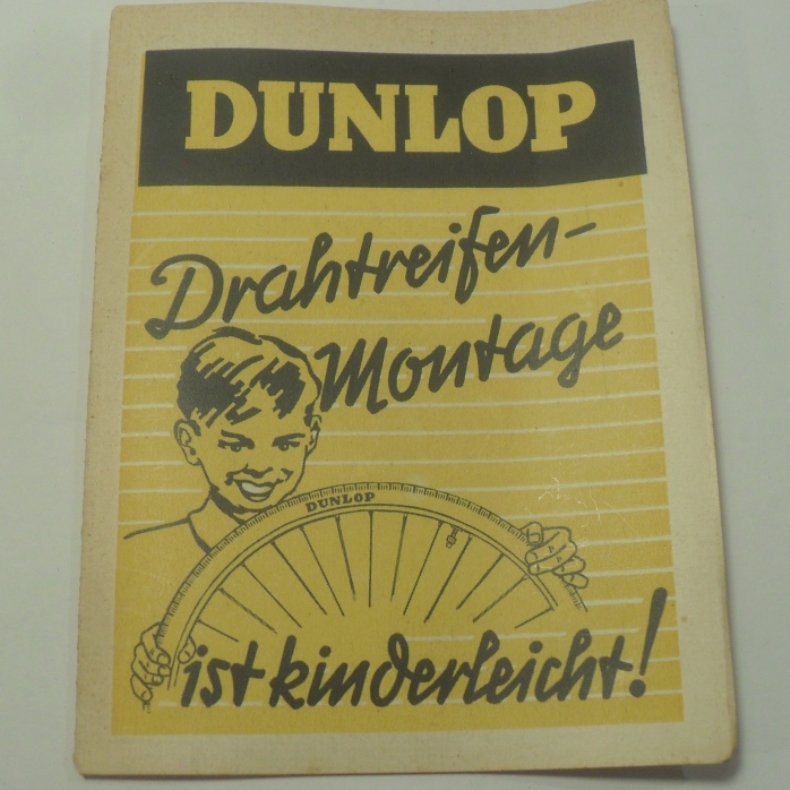 DUNLOP
Drahtreifen-
Montage
DUNLOP
ist kinderleicht!